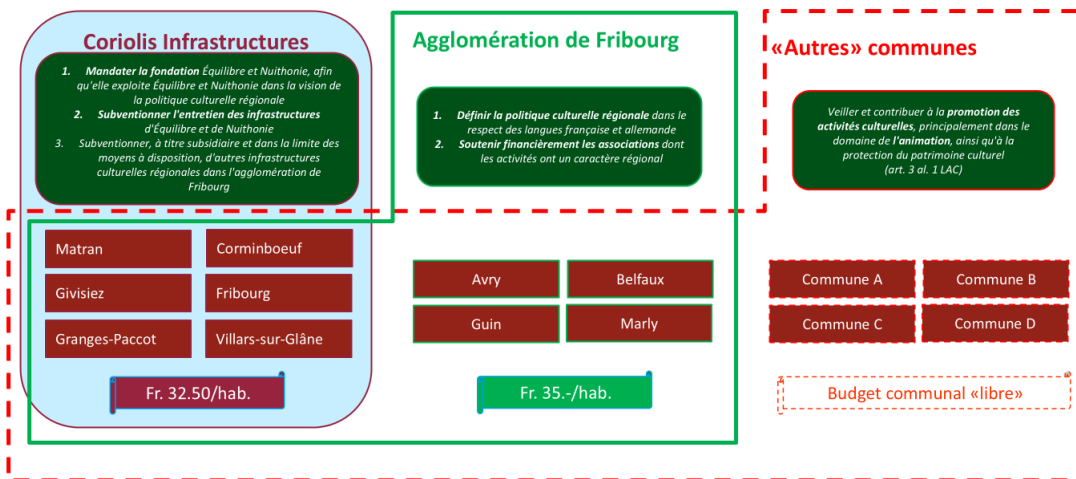 Coriolis Infrastructures
1. Mandater la fondation Équilibre et Nuithonie, afin
qu'elle exploite Équilibre et Nuithonie dans la vision de
la politique culturelle régionale
2. Subventionner l'entretien des infrastructures
d'Équilibre et de Nuithonie
3. Subventionner, à titre subsidiaire et dans la limite des
moyens à disposition, d'autres infrastructures
culturelles régionales dans l'agglomération de
Fribourg
Matran
Corminboeuf
Givisiez
Fribourg
Granges-Paccot
Villars-sur-Glâne
Fr. 32.50/hab.
Agglomération de Fribourg
1. Définir la politique culturelle régionale dans le
respect des langues française et allemande
2. Soutenir financièrement les associations dont
les activités ont un caractère régional
Avry
Belfaux
Guin
Marly
Fr. 35.-/hab.
«Autres» communes
Veiller et contribuer à la promotion des
activités culturelles, principalement dans le
domaine de l'animation, ainsi qu'à la
protection du patrimoine culturel
(art. 3 al. 1 LAC)
Commune A
Commune B
Commune C
Commune D
Budget communal «libre»